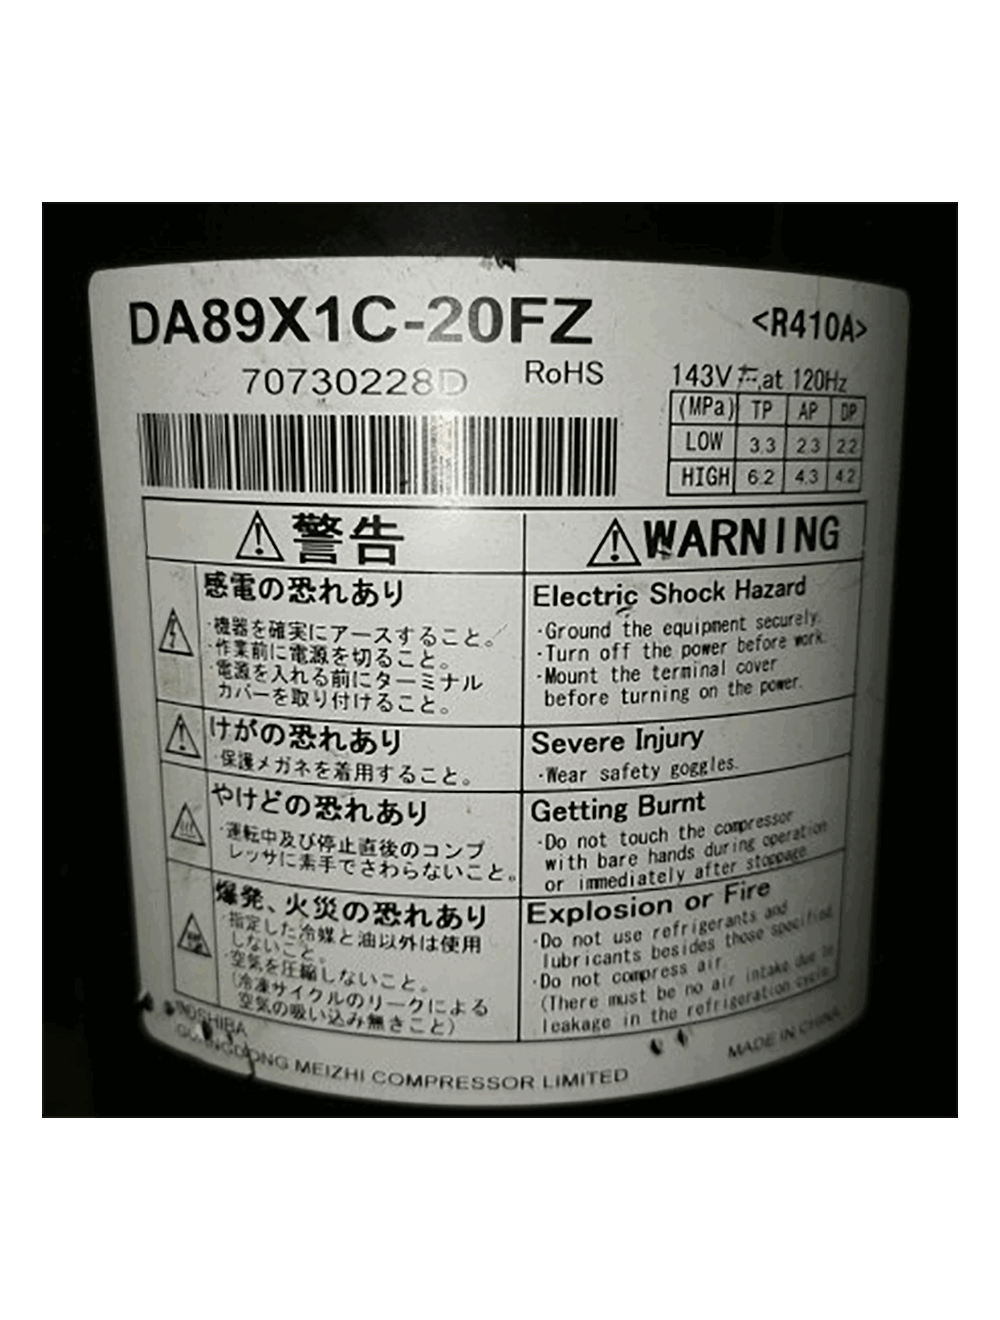 DA89X1C-20FZ
<R410A>
70730228D
RoHS
143V at 120Hz
(MPa) TP AP DP
LOW 3.3 2.3 2.2
HIGH 6.2 4.3 4.2
警告
感電の恐れあり
・機器を確実にアースすること。
・作業前に電源を切ること。
・電源を入れる前にターミナル
カバーを取り付けること。
けがの恐れあり
・保護メガネを着用すること。
やけどの恐れあり
・運転中及び停止直後のコンプ
レッサに素手でさわらないこと。
爆発、火災の恐れあり
・指定した冷媒と油以外は使用
しないこと。
・空気を圧縮しないこと。
(冷凍サイクルのリークによる
空気の吸い込み無きこと)
WARNING
Electric Shock Hazard
・Ground the equipment securely.
・Turn off the power before work.
・Mount the terminal cover
before turning on the power.
Severe Injury
・Wear safety goggles.
Getting Burnt
・Do not touch the compressor
with bare hands during operation
or immediately after stoppage.
Explosion or Fire
・Do not use refrigerants and
lubricants besides those specified.
・Do not compress air.
(There must be no air intake due to
leakage in the refrigeration cycle.
TOSHIBA
GUANGDONG MEIZHI COMPRESSOR LIMITED
MADE IN CHINA